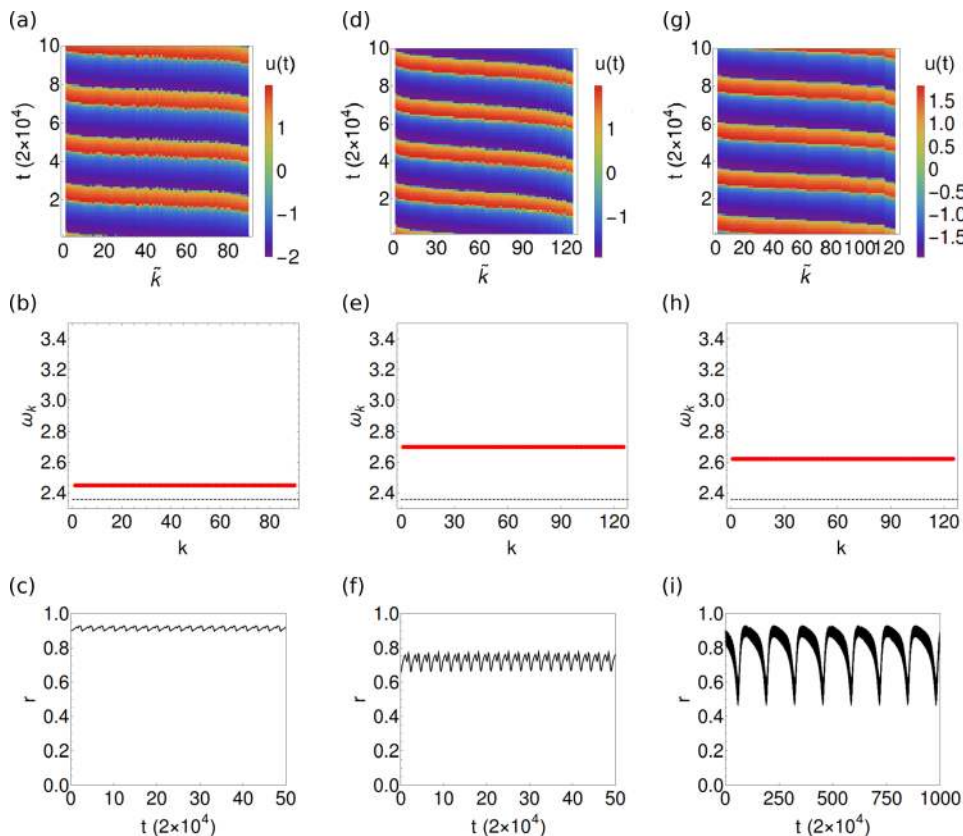 (a) (d) (g)
10 10 10
u(t) u(t) u(t)
8 8 8
6 6 6
4 4 4
2 2 2
t (2×10⁴) t (2×10⁴) t (2×10⁴)
1 0 −1 −2
1 0 −1
1.5 1.0 0.5 0 −0.5 −1.0 −1.5
0 20 40 60 80 0 30 60 90 120 0 20 40 60 80 100 120
k̃ k̃ k̃
(b) (e) (h)
3.4 3.4 3.4
3.2 3.2 3.2
3.0 3.0 3.0
2.8 2.8 2.8
2.6 2.6 2.6
2.4 2.4 2.4
ω_k ω_k ω_k
0 20 40 60 80 0 30 60 90 120 0 30 60 90 120
k k k
(c) (f) (i)
1.0 1.0 1.0
0.8 0.8 0.8
0.6 0.6 0.6
0.4 0.4 0.4
0.2 0.2 0.2
0.0 0.0 0.0
r r r
0 10 20 30 40 50 0 10 20 30 40 50 0 250 500 750 1000
t (2×10⁴) t (2×10⁴) t (2×10⁴)